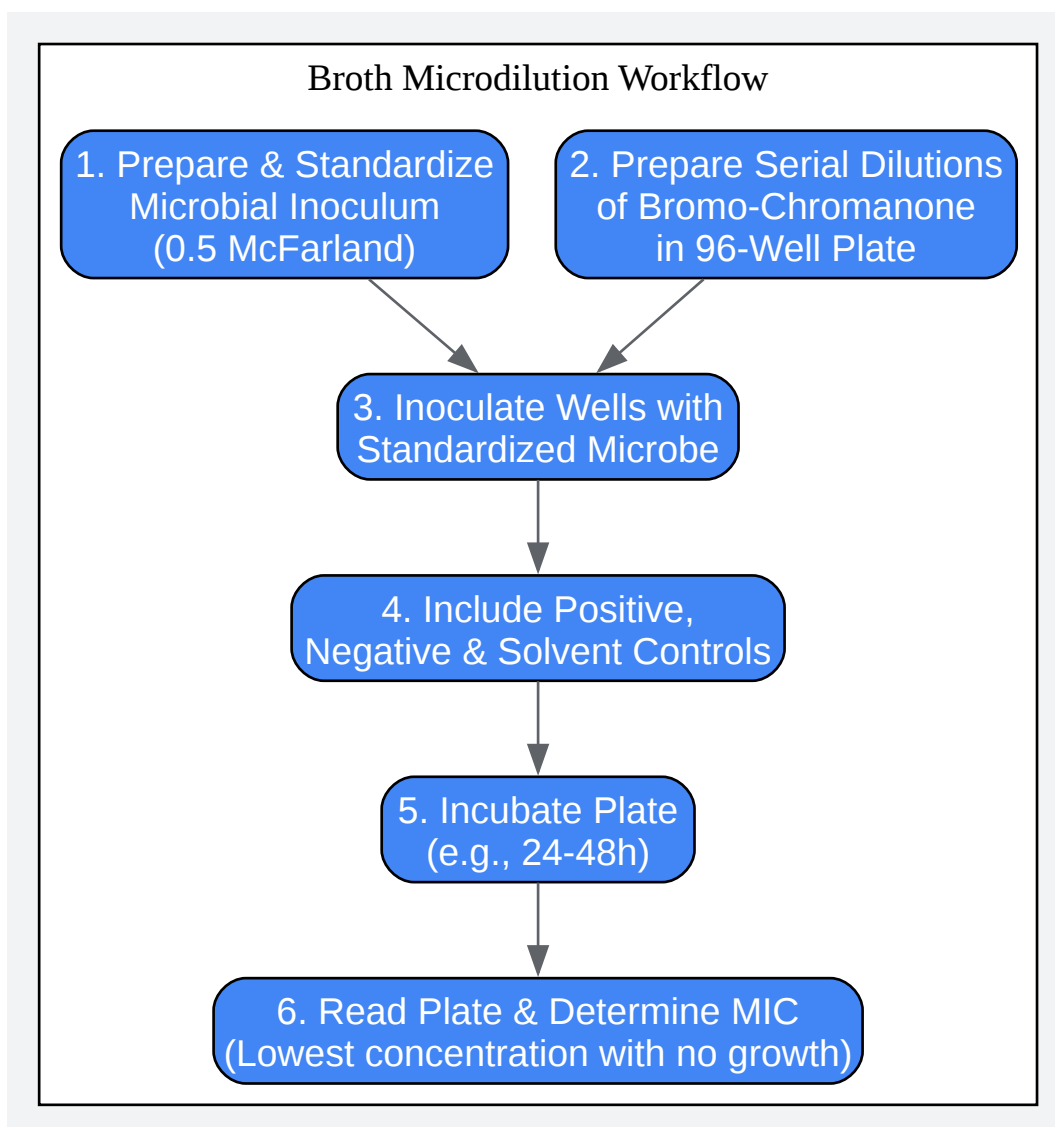 Broth Microdilution Workflow
1. Prepare & Standardize
Microbial Inoculum
(0.5 McFarland)
2. Prepare Serial Dilutions
of Bromo-Chromanone
in 96-Well Plate
3. Inoculate Wells with
Standardized Microbe
4. Include Positive,
Negative & Solvent Controls
5. Incubate Plate
(e.g., 24-48h)
6. Read Plate & Determine MIC
(Lowest concentration with no growth)